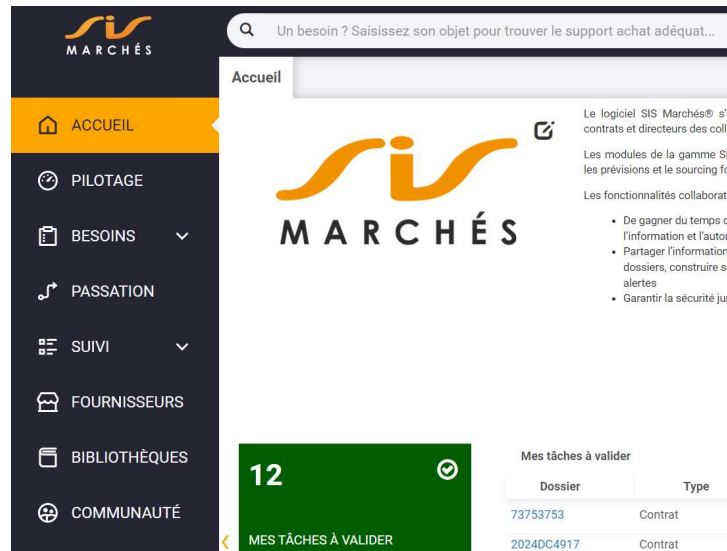 SiS
MARCHÉS
Un besoin ? Saisissez son objet pour trouver le support achat adéquat...
Accueil
ACCUEIL
PILOTAGE
BESOINS
PASSATION
SUIVI
FOURNISSEURS
BIBLIOTHÈQUES
COMMUNAUTÉ
SiS
MARCHÉS
Le logiciel SIS Marchés® s'
contrats et directeurs des coll
Les modules de la gamme S
les prévisions et le sourcing fo
Les fonctionnalités collaborat
• De gagner du temps
l'information et l'auto
• Partager l'information
dossiers, construire s
alertes
• Garantir la sécurité ju
12
MES TÂCHES À VALIDER
Mes tâches à valider
Dossier Type
73753753 Contrat
2024DC4917 Contrat